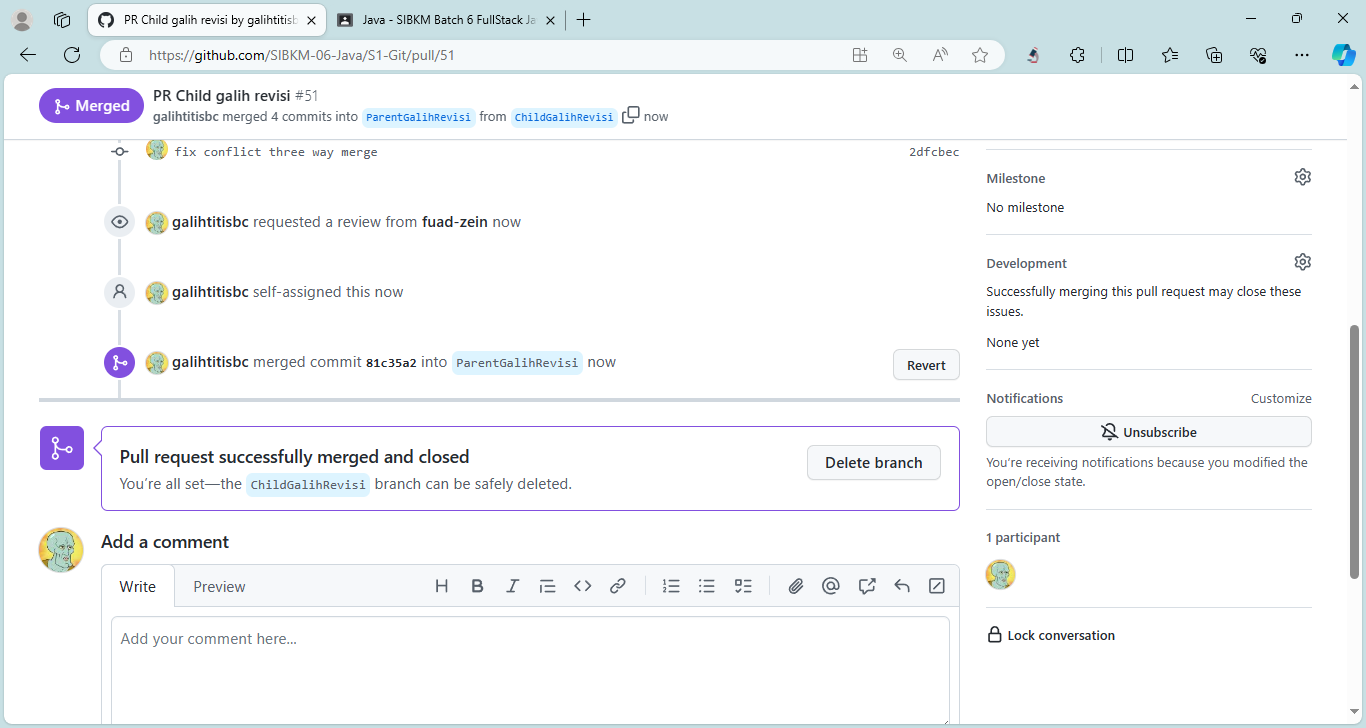 PR Child galih revisi by galihtitisb
Java - SIBKM Batch 6 FullStack Ja
https://github.com/SIBKM-06-Java/S1-Git/pull/51
Merged
PR Child galih revisi #51
galihtitisbc merged 4 commits into ParentGalihRevisi from ChildGalihRevisi now
fix conflict three way merge 2dfcbec
galihtitisbc requested a review from fuad-zein now
galihtitisbc self-assigned this now
galihtitisbc merged commit 81c35a2 into ParentGalihRevisi now
Revert
Pull request successfully merged and closed
You're all set—the ChildGalihRevisi branch can be safely deleted.
Delete branch
Add a comment
Write Preview
Add your comment here...
Milestone
No milestone
Development
Successfully merging this pull request may close these
issues.
None yet
Notifications Customize
Unsubscribe
You're receiving notifications because you modified the
open/close state.
1 participant
Lock conversation